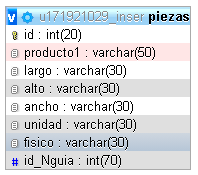 v u171921029_inser piezas
id : int(20)
producto1 : varchar(50)
largo : varchar(30)
alto : varchar(30)
ancho : varchar(30)
unidad : varchar(30)
fisico : varchar(30)
# id_Nguia : int(70)